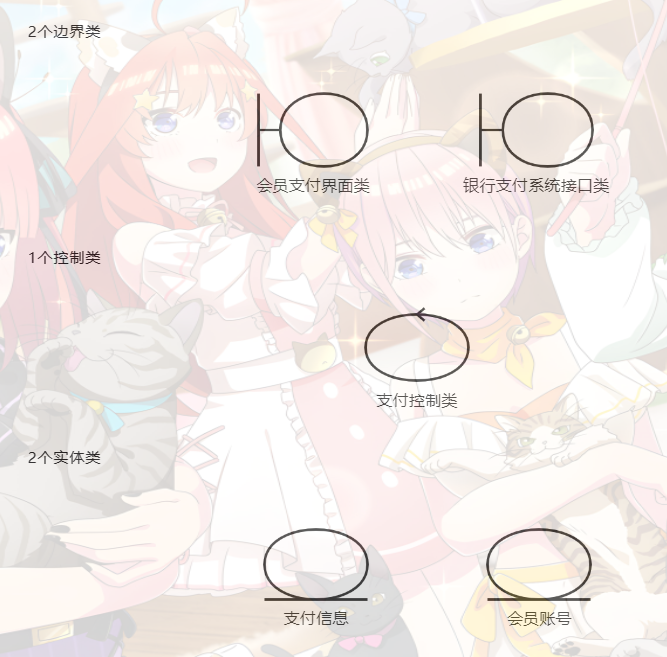 2个边界类
会员支付界面类
银行支付系统接口类
1个控制类
支付控制类
2个实体类
支付信息
会员账号